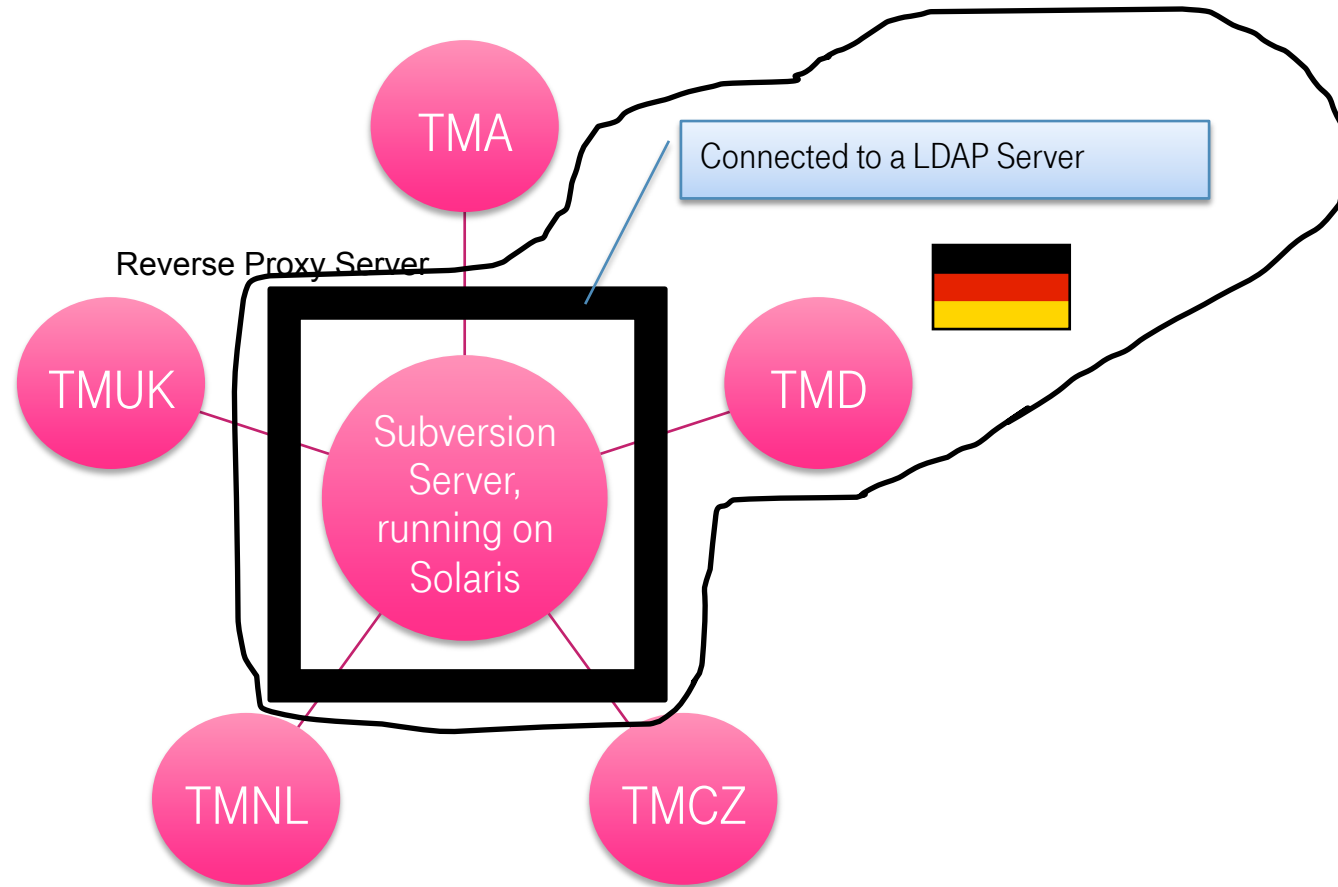 TMA
Connected to a LDAP Server
Reverse Proxy Server
TMUK
TMD
Subversion
Server,
running on
Solaris
TMNL
TMCZ